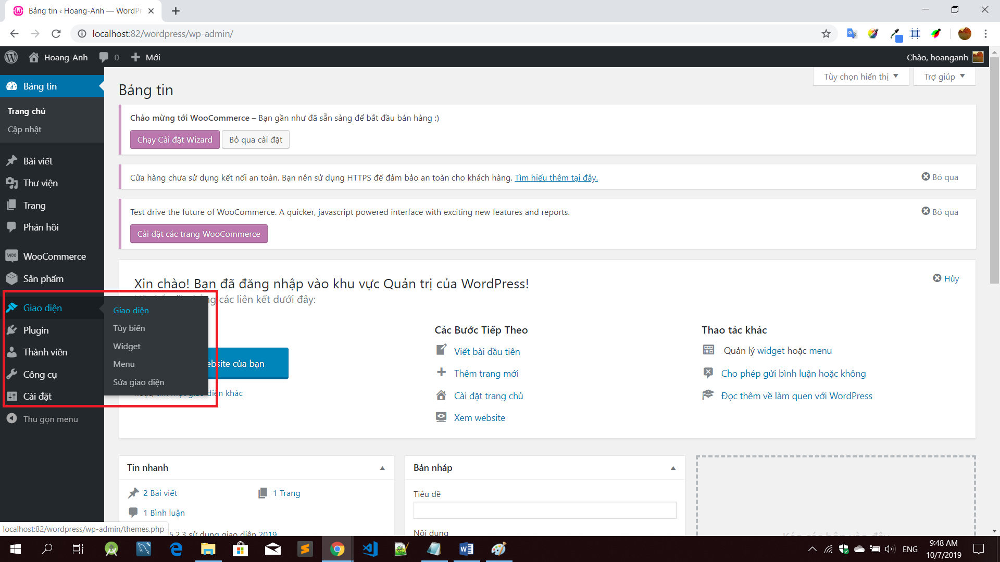 Bảng tin ‹ Hoang-Anh — WordPr
localhost:82/wordpress/wp-admin/
Hoang-Anh
0
Mới
Chào, hoanganh
Bảng tin
Trang chủ
Cập nhật
Bài viết
Thư viện
Trang
Phản hồi
Woo
WooCommerce
Sản phẩm
Giao diện
Plugin
Thành viên
Công cụ
Cài đặt
Thu gọn menu
Giao diện
Tùy biến
Widget
Menu
Sửa giao diện
Tùy chọn hiển thị
Trợ giúp
Bảng tin
Chào mừng tới WooCommerce – Bạn gần như đã sẵn sàng để bắt đầu bán hàng :)
Chạy Cài đặt Wizard
Bỏ qua cài đặt
Cửa hàng chưa sử dụng kết nối an toàn. Bạn nên sử dụng HTTPS để đảm bảo an toàn cho khách hàng. Tìm hiểu thêm tại đây.
Bỏ qua
Test drive the future of WooCommerce. A quicker, javascript powered interface with exciting new features and reports.
Bỏ qua
Cài đặt các trang WooCommerce
Xin chào! Bạn đã đăng nhập vào khu vực Quản trị của WordPress!
Hủy
các liên kết dưới đây:
ebsite của bạn
diện khác
Các Bước Tiếp Theo
Viết bài đầu tiên
Thêm trang mới
Cài đặt trang chủ
Xem website
Thao tác khác
Quản lý widget hoặc menu
Cho phép gửi bình luận hoặc không
Đọc thêm về làm quen với WordPress
Tin nhanh
2 Bài viết
1 Trang
1 Bình luận
5.2.3 sử dụng giao diện 2019
Bản nháp
Tiêu đề
Nội dung
Kéo các hộp vào đây
localhost:82/wordpress/wp-admin/themes.php
ENG
9:48 AM
10/7/2019